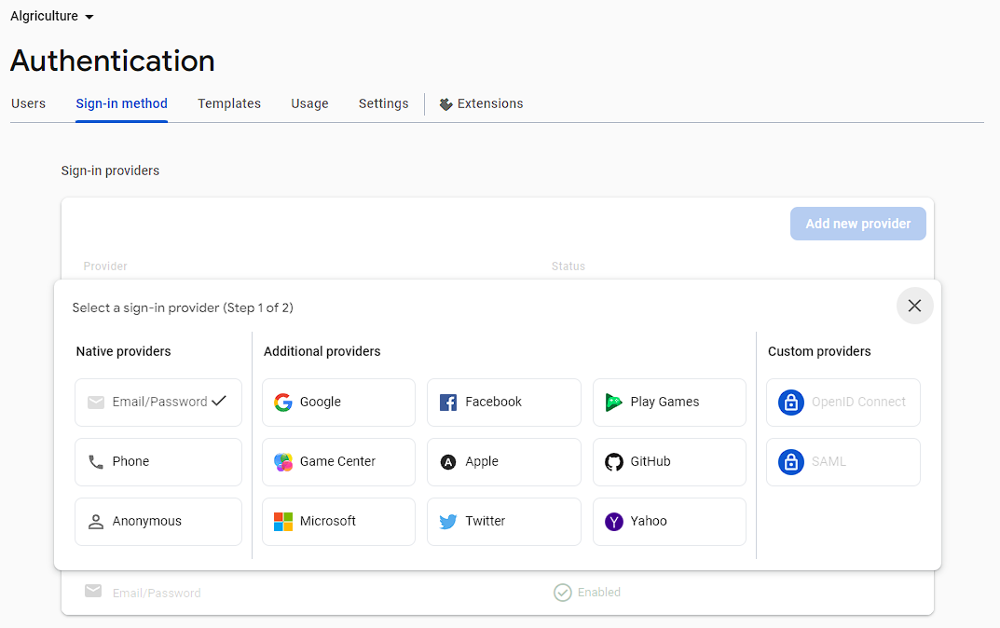 Algriculture
Authentication
Users Sign-in method Templates Usage Settings Extensions
Sign-in providers
Add new provider
Provider Status
Select a sign-in provider (Step 1 of 2)
Native providers Additional providers Custom providers
Email/Password Google Facebook Play Games OpenID Connect
Phone Game Center Apple GitHub SAML
Anonymous Microsoft Twitter Yahoo
Email/Password Enabled